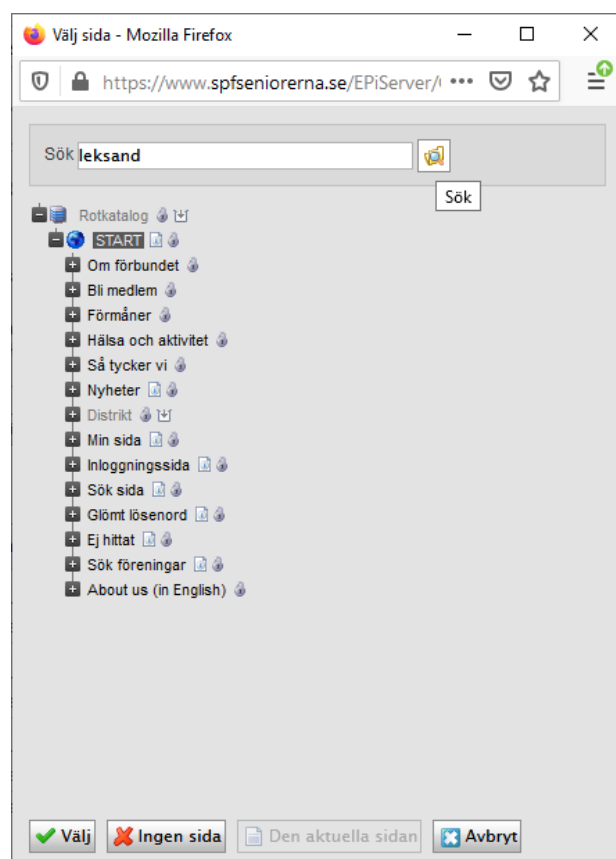 Välj sida - Mozilla Firefox
https://www.spfseniorerna.se/EPiServer/
Sök leksand
Sök
Rotkatalog
START
Om förbundet
Bli medlem
Förmåner
Hälsa och aktivitet
Så tycker vi
Nyheter
Distrikt
Min sida
Inloggningssida
Sök sida
Glömt lösenord
Ej hittat
Sök föreningar
About us (in English)
Välj Ingen sida Den aktuella sidan Avbryt